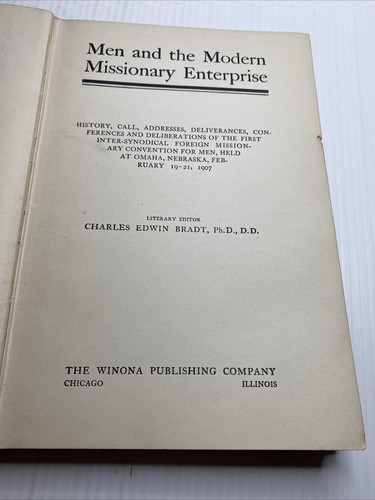 Men and the Modern
Missionary Enterprise
HISTORY, CALL, ADDRESSES, DELIVERANCES, CON-
FERENCES AND DELIBERATIONS OF THE FIRST
INTER-SYNODICAL FOREIGN MISSION-
ARY CONVENTION FOR MEN, HELD
AT OMAHA, NEBRASKA, FEB-
RUARY 19-21, 1907
LITERARY EDITOR
CHARLES EDWIN BRADT, Ph.D., D.D.
THE WINONA PUBLISHING COMPANY
CHICAGO ILLINOIS